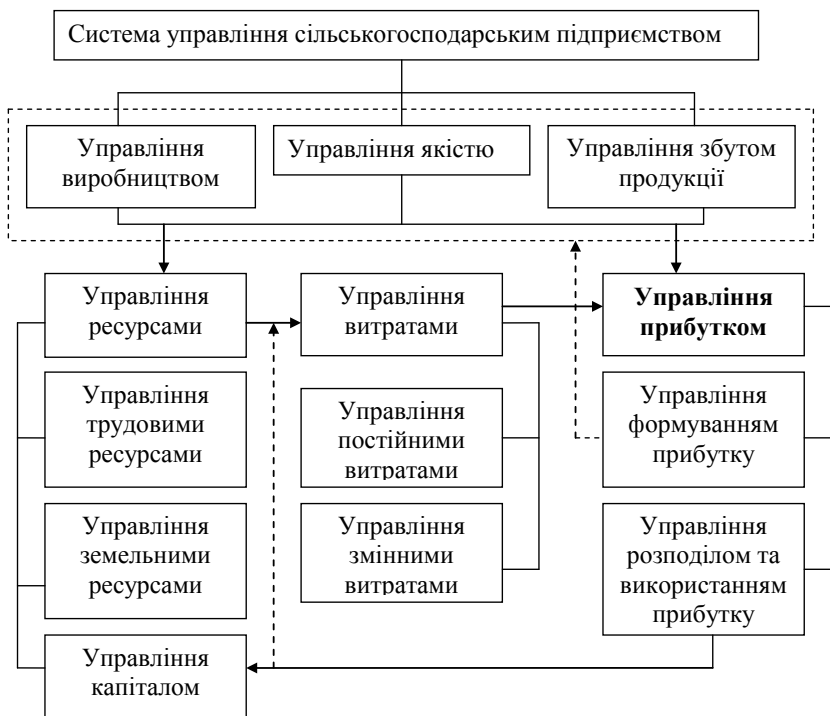 Система управління сільськогосподарським підприємством
Управління
виробництвом
Управління якістю
Управління збутом
продукції
Управління
ресурсами
Управління
витратами
Управління
прибутком
Управління
трудовими
ресурсами
Управління
постійними
витратами
Управління
формуванням
прибутку
Управління
земельними
ресурсами
Управління
змінними
витратами
Управління
розподілом та
використанням
прибутку
Управління
капіталом